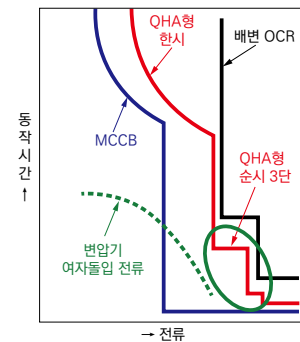 QHA형
한시
배변 OCR
MCCB
QHA형
순시 3단
변압기
여자돌입 전류
동작시간 →
→ 전류